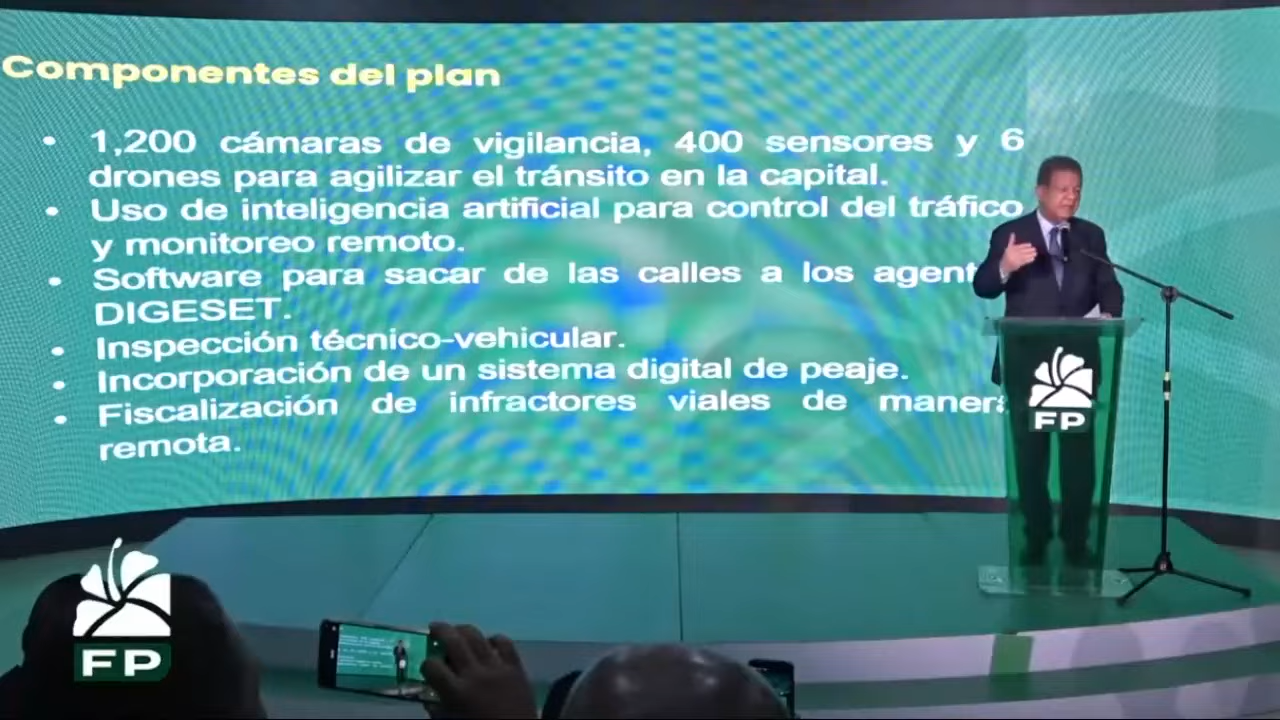 Componentes del plan
• 1,200 cámaras de vigilancia, 400 sensores y 6
drones para agilizar el tránsito en la capital.
• Uso de inteligencia artificial para control del tráfico
y monitoreo remoto.
• Software para sacar de las calles a los agent
DIGESET.
• Inspección técnico-vehicular.
• Incorporación de un sistema digital de peaje.
• Fiscalización de infractores viales de manera
remota.
FP
FP